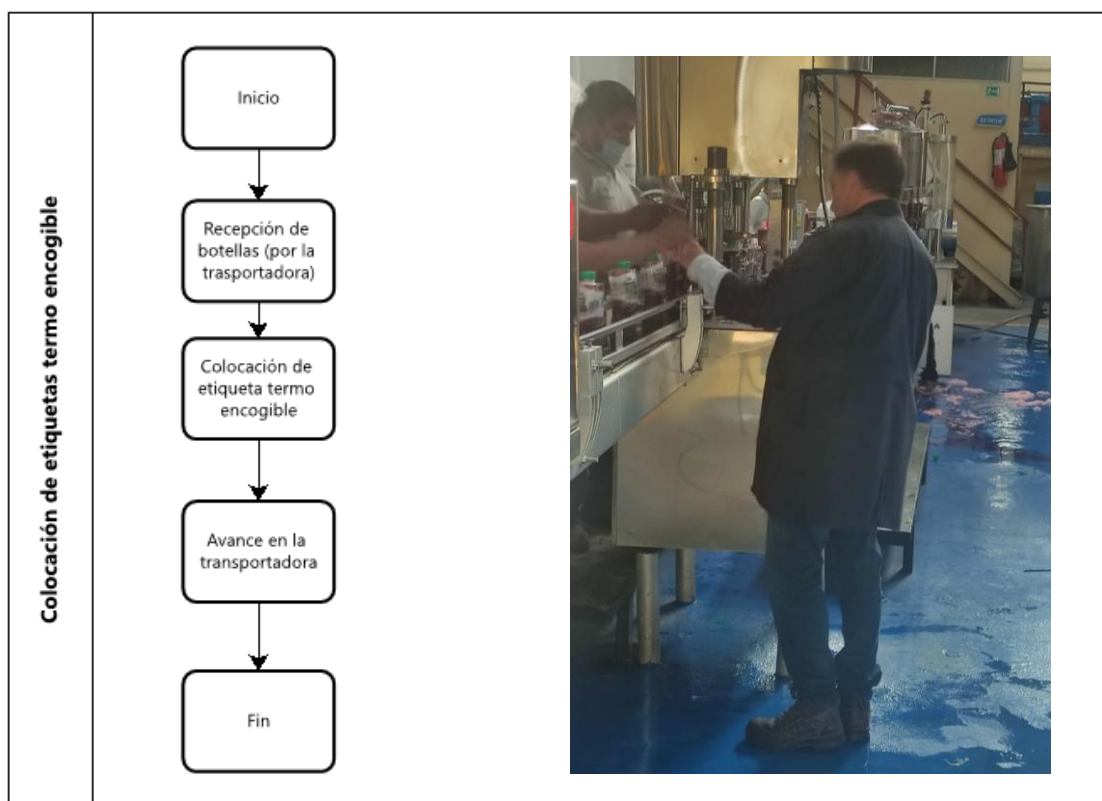 Colocación de etiquetas termo encogible
Inicio
Recepción de
botellas (por la
trasportadora)
Colocación de
etiqueta termo
encogible
Avance en la
transportadora
Fin